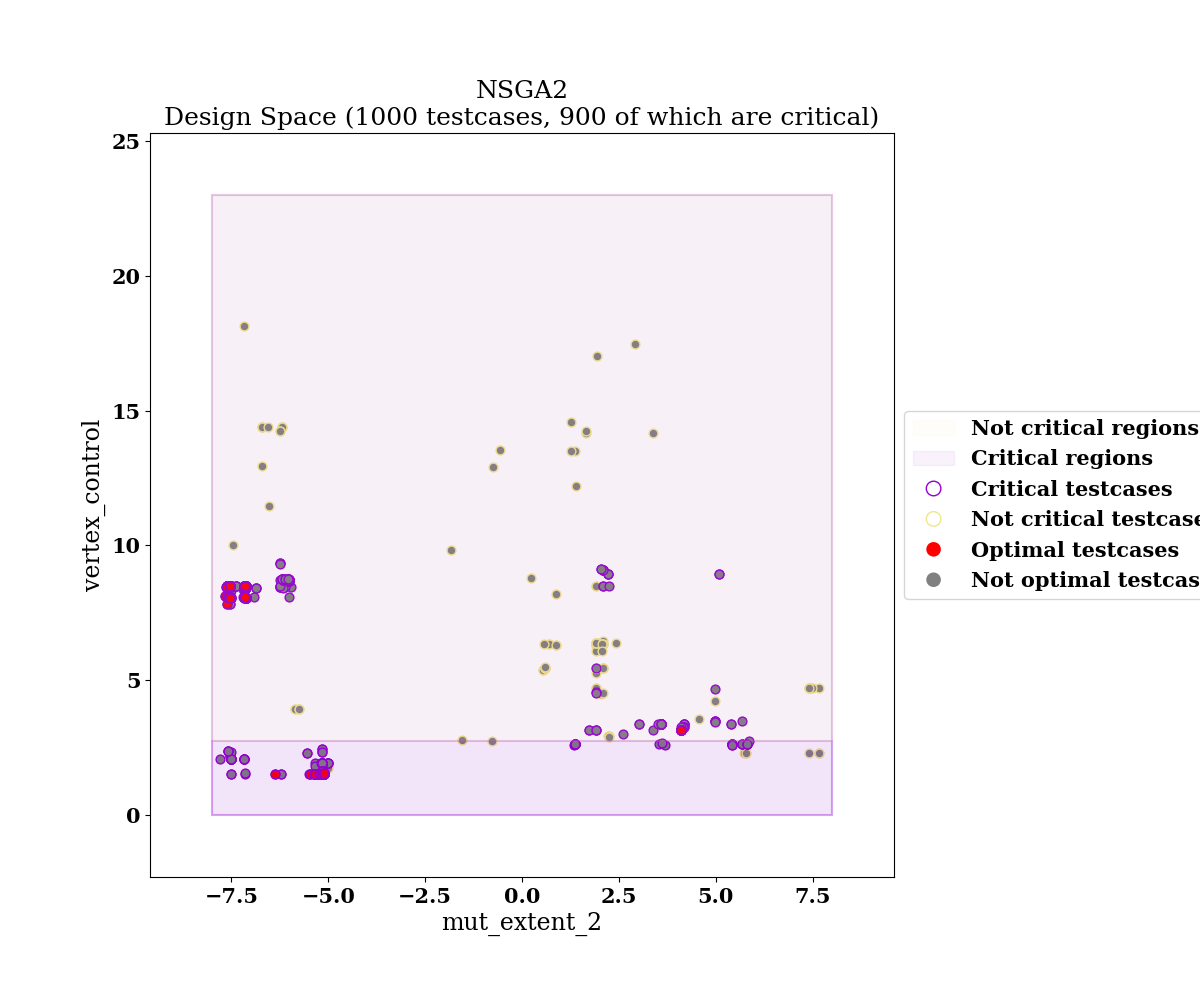 NSGA2
Design Space (1000 testcases, 900 of which are critical)
25
20
15
10
5
0
vertex_control
−7.5 −5.0 −2.5 0.0 2.5 5.0 7.5
mut_extent_2
Not critical regions
Critical regions
Critical testcases
Not critical testcase
Optimal testcases
Not optimal testcas